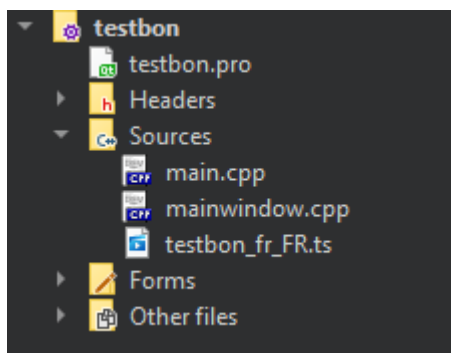 testbon
testbon.pro
Headers
Sources
main.cpp
mainwindow.cpp
testbon_fr_FR.ts
Forms
Other files